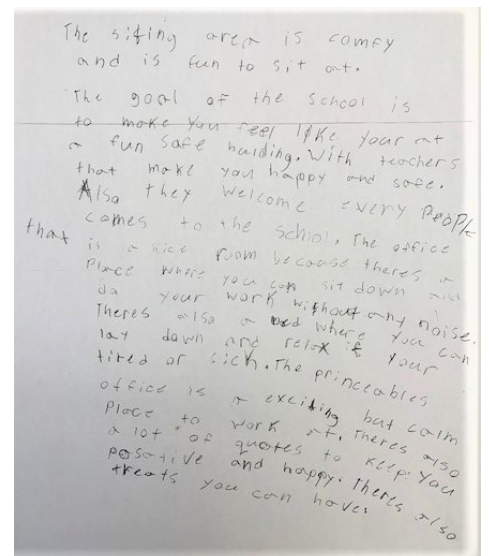 The sitting area is comfy
and is fun to sit at.
The goal of the school is
to make you feel like your at
a fun safe building. With teachers
that make you happy and safe.
Also they welcome every people
that comes to the school. The office
is a nice room because theres a
place where you can sit down and
do your work without any noise.
Theres also a bed where you can
lay down and relax if your
tired or sick. The princeables
office is a exciting but calm
place to work at. Theres also
a lot of quotes to keep you
posative and happy. Theres also
treats you can have.